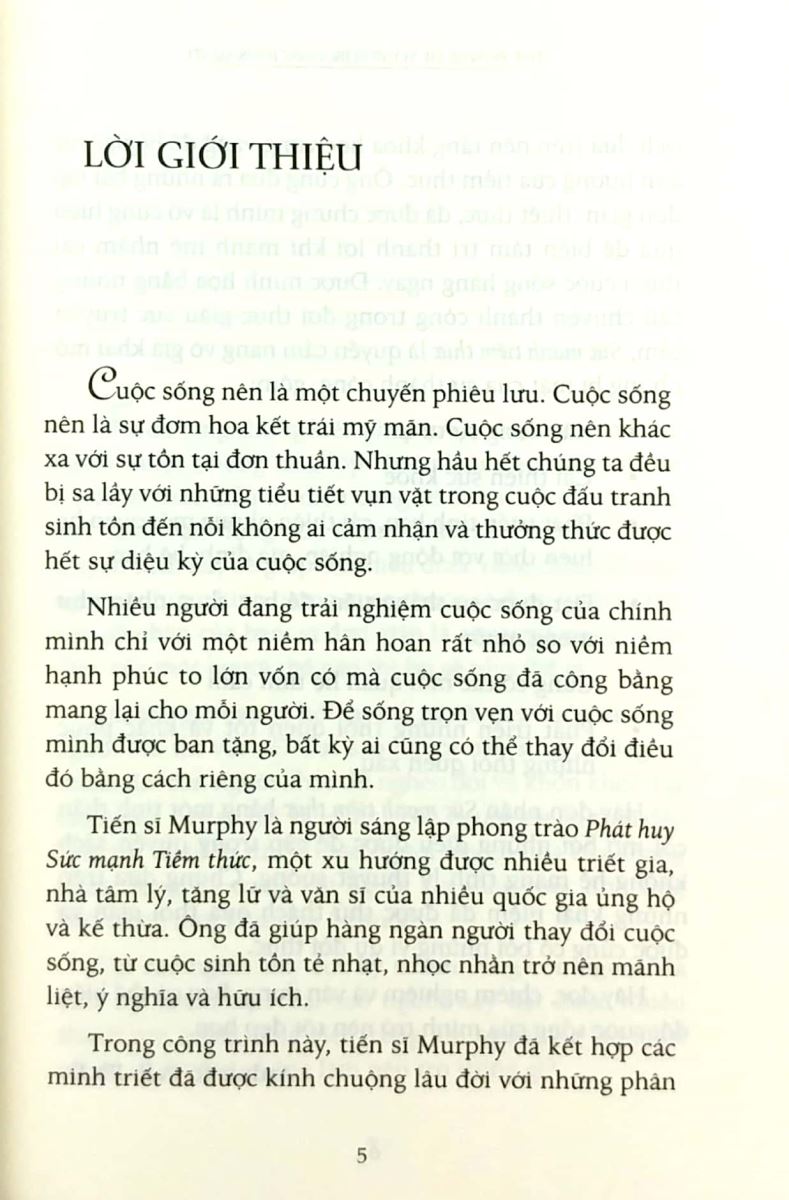 LỜI GIỚI THIỆU
Cuộc sống nên là một chuyến phiêu lưu. Cuộc sống
nên là sự đơm hoa kết trái mỹ mãn. Cuộc sống nên khác
xa với sự tồn tại đơn thuần. Nhưng hầu hết chúng ta đều
bị sa lầy với những tiểu tiết vụn vặt trong cuộc đấu tranh
sinh tồn đến nỗi không ai cảm nhận và thưởng thức được
hết sự diệu kỳ của cuộc sống.
Nhiều người đang trải nghiệm cuộc sống của chính
mình chỉ với một niềm hân hoan rất nhỏ so với niềm
hạnh phúc to lớn vốn có mà cuộc sống đã công bằng
mang lại cho mỗi người. Để sống trọn vẹn với cuộc sống
mình được ban tặng, bất kỳ ai cũng có thể thay đổi điều
đó bằng cách riêng của mình.
Tiến sĩ Murphy là người sáng lập phong trào Phát huy
Sức mạnh Tiềm thức, một xu hướng được nhiều triết gia,
nhà tâm lý, tăng lữ và văn sĩ của nhiều quốc gia ủng hộ
và kế thừa. Ông đã giúp hàng ngàn người thay đổi cuộc
sống, từ cuộc sinh tồn tẻ nhạt, nhọc nhằn trở nên mãnh
liệt, ý nghĩa và hữu ích.
Trong công trình này, tiến sĩ Murphy đã kết hợp các
minh triết đã được kính chuộng lâu đời với những phân
5